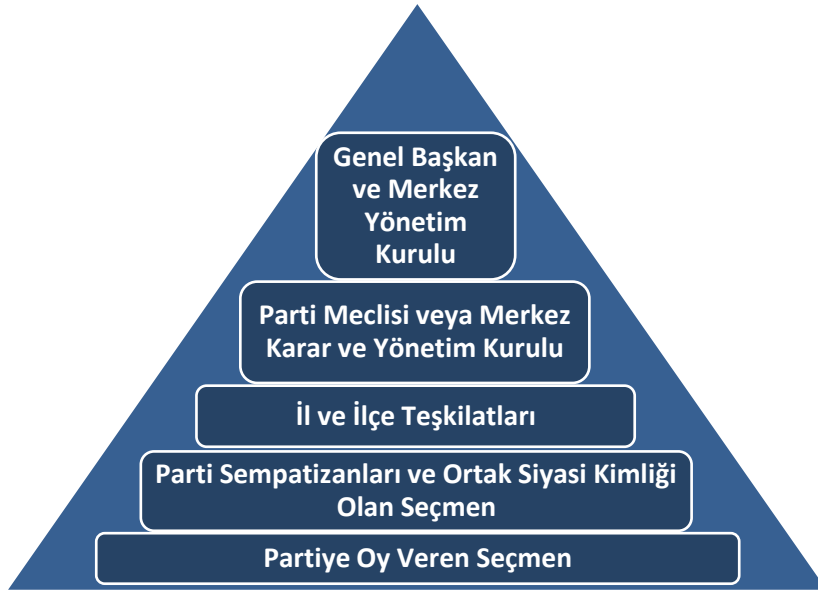 Genel Başkan
ve Merkez
Yönetim
Kurulu
Parti Meclisi veya Merkez
Karar ve Yönetim Kurulu
İl ve İlçe Teşkilatları
Parti Sempatizanları ve Ortak Siyasi Kimliği
Olan Seçmen
Partiye Oy Veren Seçmen